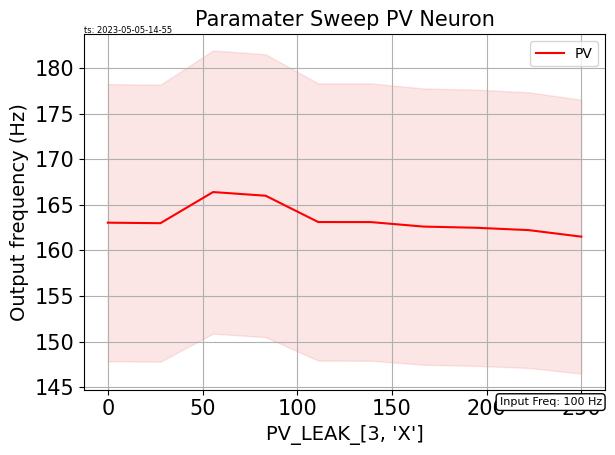 Paramater Sweep PV Neuron
ts: 2023-05-05-14-55
PV
Output frequency (Hz)
180
175
170
165
160
155
150
145
0 50 100 150 200 250
Input Freq: 100 Hz
PV_LEAK_[3, 'X']